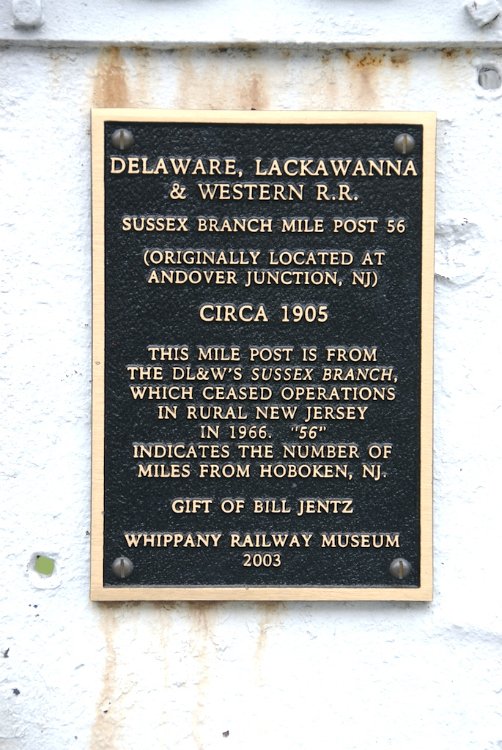 DELAWARE, LACKAWANNA
& WESTERN R.R.
SUSSEX BRANCH MILE POST 56
(ORIGINALLY LOCATED AT
ANDOVER JUNCTION, NJ)
CIRCA 1905
THIS MILE POST IS FROM
THE DL&W'S SUSSEX BRANCH,
WHICH CEASED OPERATIONS
IN RURAL NEW JERSEY
IN 1966. "56"
INDICATES THE NUMBER OF
MILES FROM HOBOKEN, NJ.
GIFT OF BILL JENTZ
WHIPPANY RAILWAY MUSEUM
2003